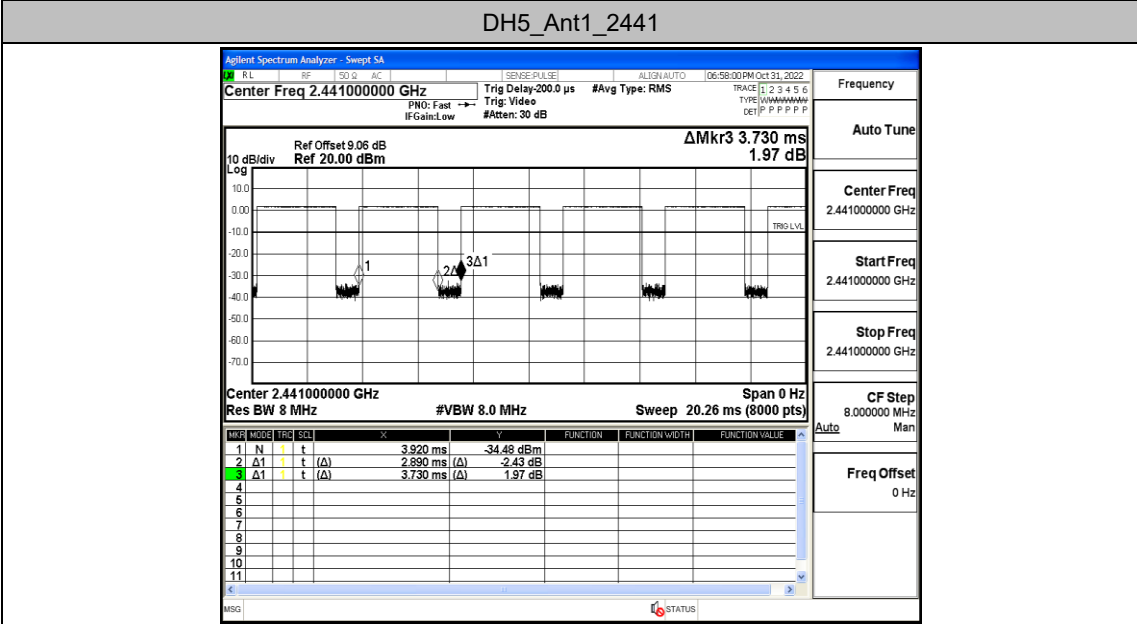 DH5_Ant1_2441
Agilent Spectrum Analyzer - Swept SA
LXI RL RF 50 Ω AC SENSE:PULSE ALIGN AUTO 06:58:00 PM Oct 31, 2022
Center Freq 2.441000000 GHz
PNO: Fast
IFGain:Low
Trig Delay-200.0 µs
Trig: Video
#Atten: 30 dB
#Avg Type: RMS
TRACE 1 2 3 4 5 6
TYPE
DET P P P P P P
Ref Offset 9.06 dB
10 dB/div Ref 20.00 dBm
Log
ΔMkr3 3.730 ms
1.97 dB
10.0
0.00
-10.0
-20.0
-30.0
-40.0
-50.0
-60.0
-70.0
TRIG LVL
1
2Δ
3Δ1
Center 2.441000000 GHz Span 0 Hz
Res BW 8 MHz #VBW 8.0 MHz Sweep 20.26 ms (8000 pts)
MKR MODE TRC SCL X Y FUNCTION FUNCTION WIDTH FUNCTION VALUE
1 N 1 t 3.920 ms -34.48 dBm
2 Δ1 1 t (Δ) 2.890 ms (Δ) -2.43 dB
3 Δ1 1 t (Δ) 3.730 ms (Δ) 1.97 dB
4
5
6
7
8
9
10
11
MSG STATUS
Frequency
Auto Tune
Center Freq
2.441000000 GHz
Start Freq
2.441000000 GHz
Stop Freq
2.441000000 GHz
CF Step
8.000000 MHz
Auto Man
Freq Offset
0 Hz